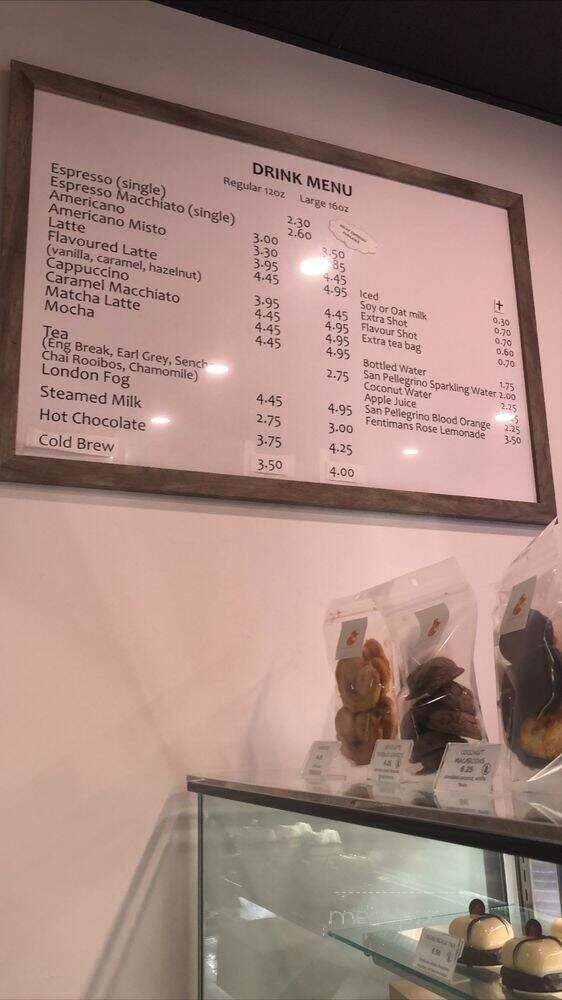 DRINK MENU
Regular 12oz Large 16oz
Espresso (single) 2.30
Espresso Macchiato (single) 2.60
Americano 3.00 3.50
Americano Misto 3.30
Latte 3.95 4.45
Flavoured Latte 4.45 4.95
(vanilla, caramel, hazelnut)
Cappuccino 3.95 4.45
Caramel Macchiato 4.45 4.95
Matcha Latte 4.45 4.95
Mocha 4.45 4.95
Tea 2.75
(Eng Break, Earl Grey,
Chai Rooibos, Chamomile)
London Fog 4.45 4.95
Steamed Milk 2.75 3.00
Hot Chocolate 3.75 4.25
Cold Brew 3.50 4.00
Iced 0.30
Soy or Oat milk 0.70
Extra Shot 0.70
Flavour Shot 0.60
Extra tea bag 0.70
Bottled Water 1.75
San Pellegrino Sparkling Water 2.00
Coconut Water 2.25
Apple Juice
San Pellegrino Blood Orange 2.25
Fentimans Rose Lemonade 3.50
COCONUT
MACAROONS
6.25